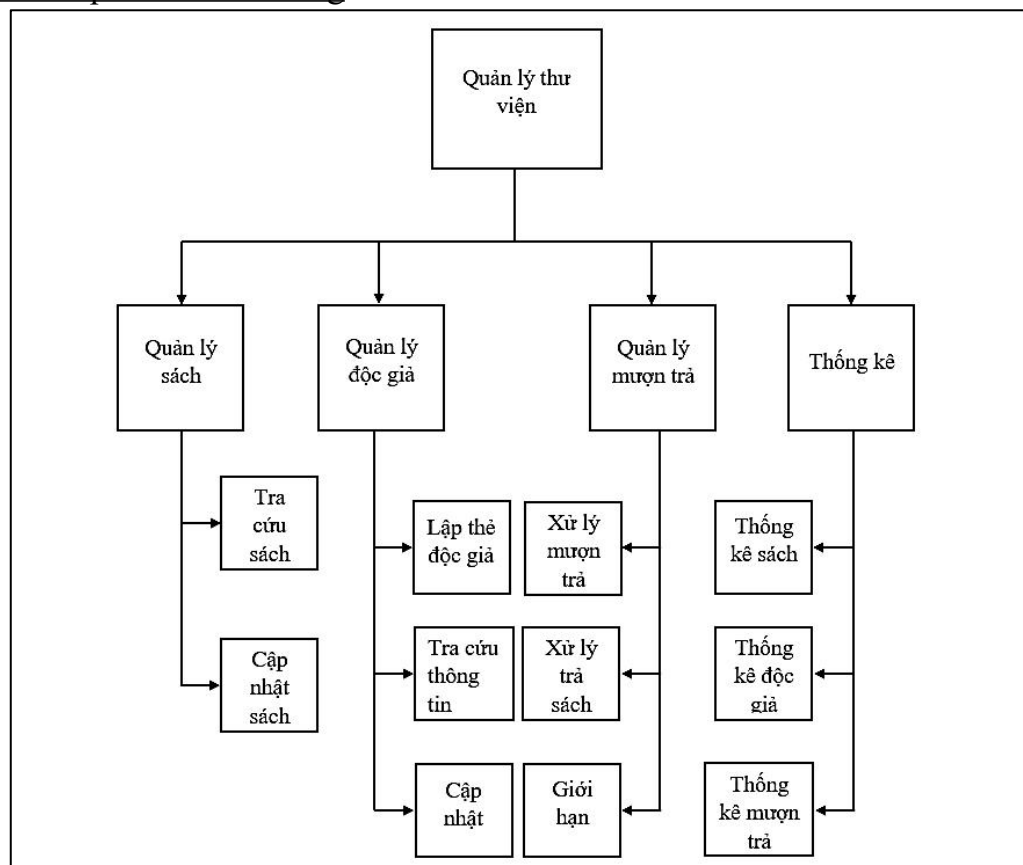 Quản lý thư
viện
Quản lý
sách
Quản lý
độc giả
Quản lý
mượn trả
Thống kê
Tra
cứu
sách
Cập
nhật
sách
Lập thẻ
độc giả
Tra cứu
thông
tin
Cập
nhật
Xử lý
mượn
trả
Xử lý
trả
sách
Giới
hạn
Thống
kê sách
Thống
kê độc
giả
Thống
kê mượn
trả